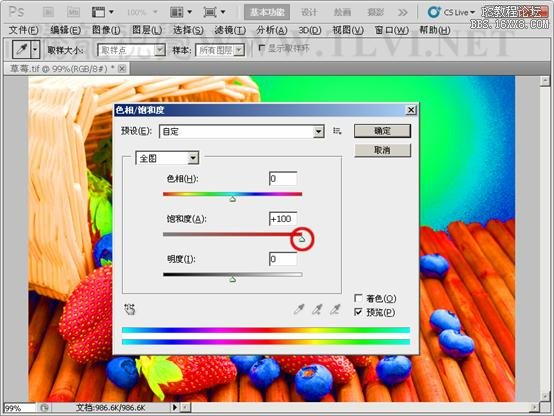 PS教程论坛
BBS.16XX8.COM
Ps Br Mb 99% 基本功能 设计 绘画 摄影 >> CS Live
文件(F) 编辑(E) 图像(I) 图层(L) 选择(S) 滤镜(T) 分析(A) 3D(D) 视图(V) 窗口(W) 帮助(H)
取样大小: 取样点 样本: 所有图层 显示取样环
草莓.tif @ 99%(RGB/8#) *
色相/饱和度
预设(E): 自定 确定
取消
全图
色相(H): 0
饱和度(A): +100
明度(I): 0
着色(O)
预览(P)
99% 文档:986.6K/986.6K